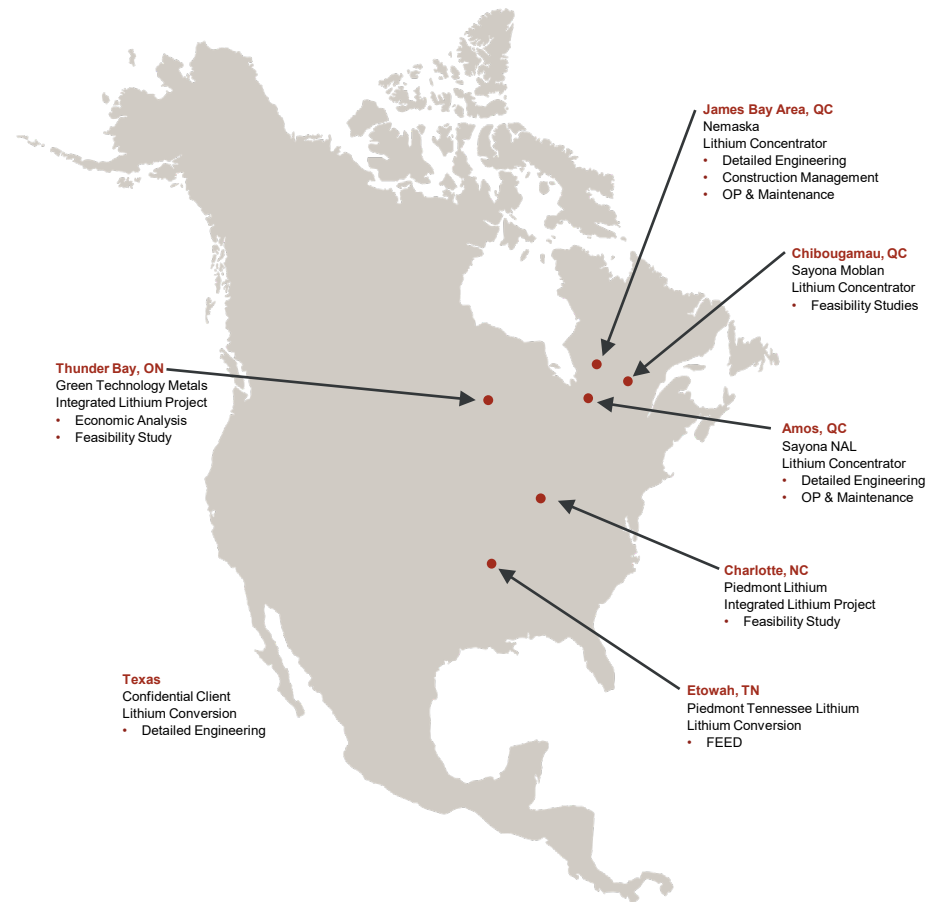 James Bay Area, QC
Nemaska
Lithium Concentrator
• Detailed Engineering
• Construction Management
• OP & Maintenance
Chibougamau, QC
Sayona Moblan
Lithium Concentrator
• Feasibility Studies
Thunder Bay, ON
Green Technology Metals
Integrated Lithium Project
• Economic Analysis
• Feasibility Study
Amos, QC
Sayona NAL
Lithium Concentrator
• Detailed Engineering
• OP & Maintenance
Charlotte, NC
Piedmont Lithium
Integrated Lithium Project
• Feasibility Study
Texas
Confidential Client
Lithium Conversion
• Detailed Engineering
Etowah, TN
Piedmont Tennessee Lithium
Lithium Conversion
• FEED